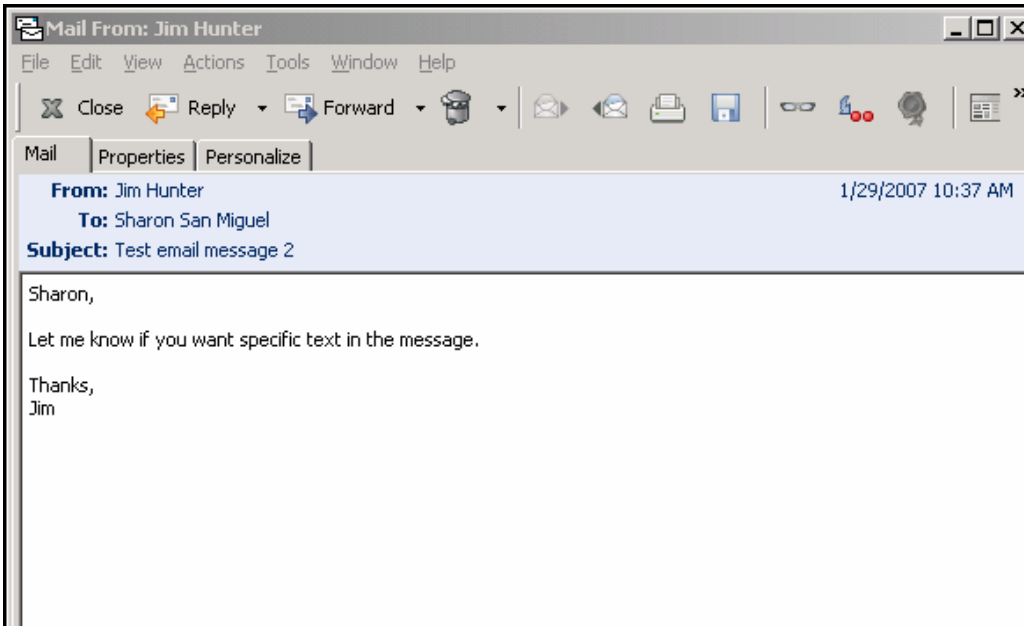 Mail From: Jim Hunter
File Edit View Actions Tools Window Help
Close Reply Forward »
Mail Properties Personalize
From: Jim Hunter 1/29/2007 10:37 AM
To: Sharon San Miguel
Subject: Test email message 2
Sharon,
Let me know if you want specific text in the message.
Thanks,
Jim